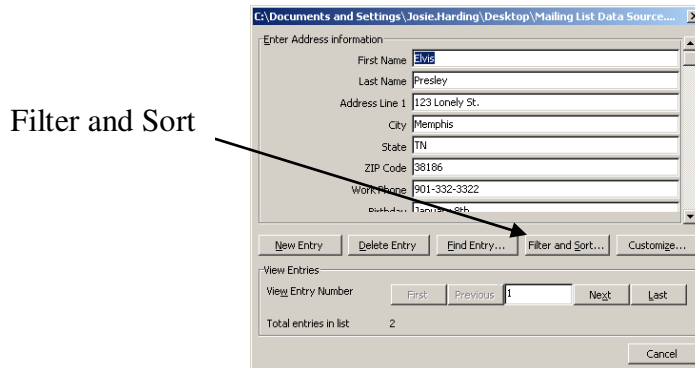 C:\Documents and Settings\Josie.Harding\Desktop\Mailing List Data Source....
Enter Address information
First Name Elvis
Last Name Presley
Address Line 1 123 Lonely St.
Filter and Sort
City Memphis
State TN
ZIP Code 38186
Work Phone 901-332-3322
Birthday January 8th
New Entry Delete Entry Find Entry... Filter and Sort... Customize...
View Entries
View Entry Number First Previous 1 Next Last
Total entries in list 2
Cancel